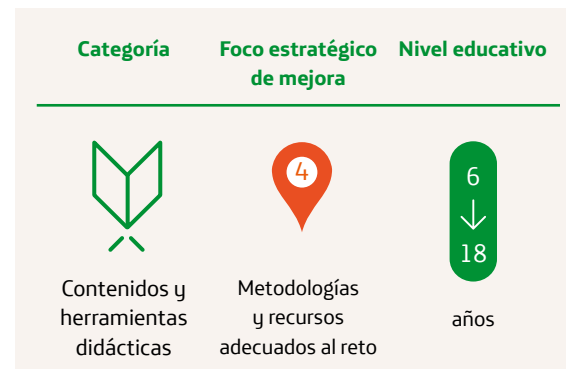 Categoría
Foco estratégico
de mejora
Nivel educativo
4
6
↓
18
Contenidos y
herramientas
didácticas
Metodologías
y recursos
adecuados al reto
años